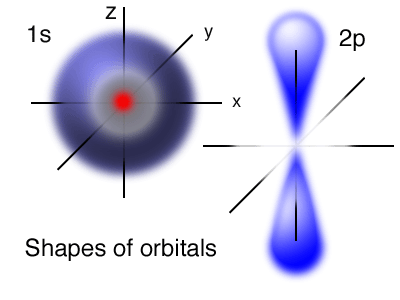 1s
z
y
x
2p
Shapes of orbitals